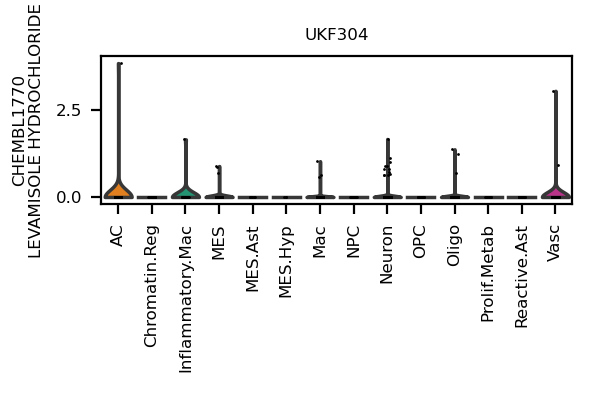 UKF304
CHEMBL1770
LEVAMISOLE HYDROCHLORIDE
2.5
0.0
AC
Chromatin.Reg
Inflammatory.Mac
MES
MES.Ast
MES.Hyp
Mac
NPC
Neuron
OPC
Oligo
Prolif.Metab
Reactive.Ast
Vasc